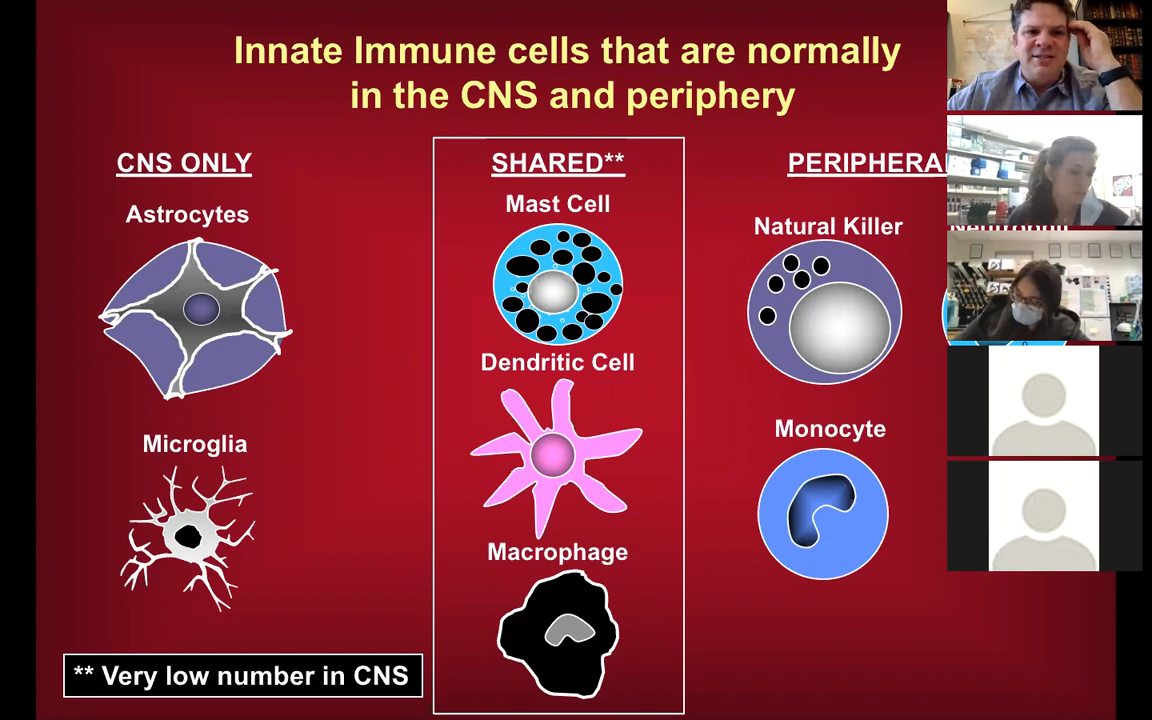 Innate Immune cells that are normally
in the CNS and periphery
CNS ONLY
SHARED**
PERIPHERA
Astrocytes
Mast Cell
Natural Killer
Dendritic Cell
Microglia
Monocyte
Macrophage
** Very low number in CNS